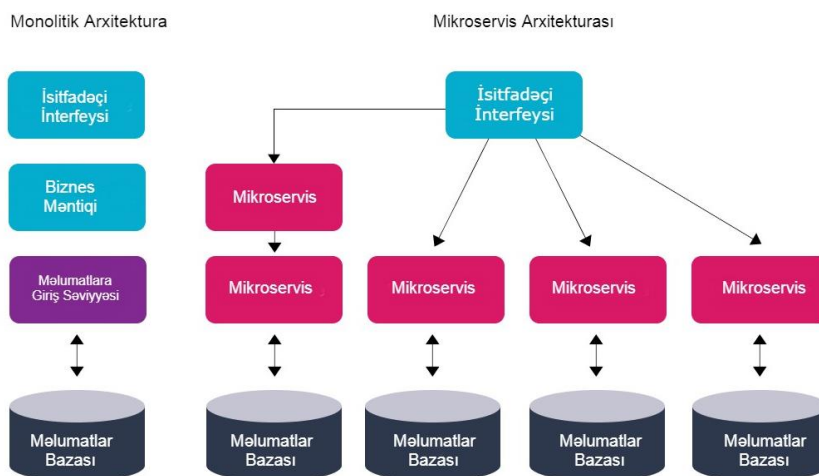 Monolitik Arxitektura
Mikroservis Arxitekturası
İsitfadəçi
İnterfeysi
İsitfadəçi
İnterfeysi
Biznes
Məntiqi
Mikroservis
Məlumatlara
Giriş Səviyyəsi
Mikroservis
Mikroservis
Mikroservis
Mikroservis
Məlumatlar
Bazası
Məlumatlar
Bazası
Məlumatlar
Bazası
Məlumatlar
Bazası
Məlumatlar
Bazası